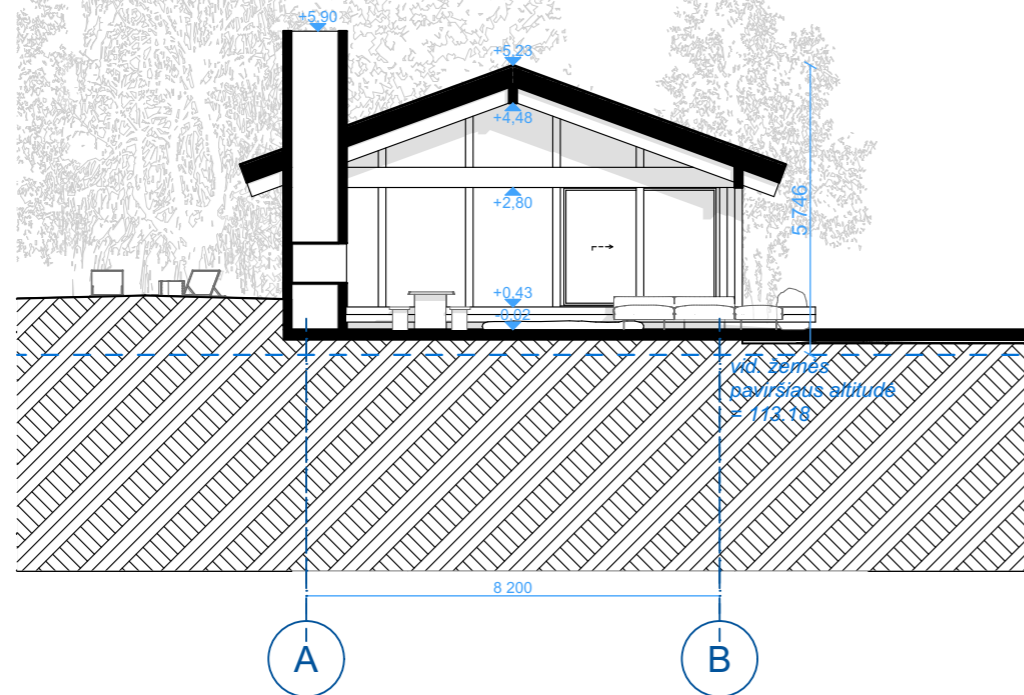 +5,90
+5,23
+4,48
+2,80
5 746
+0,43
-0,02
vid. žemės
paviršiaus altitudė
= 113.18
8 200
A
B